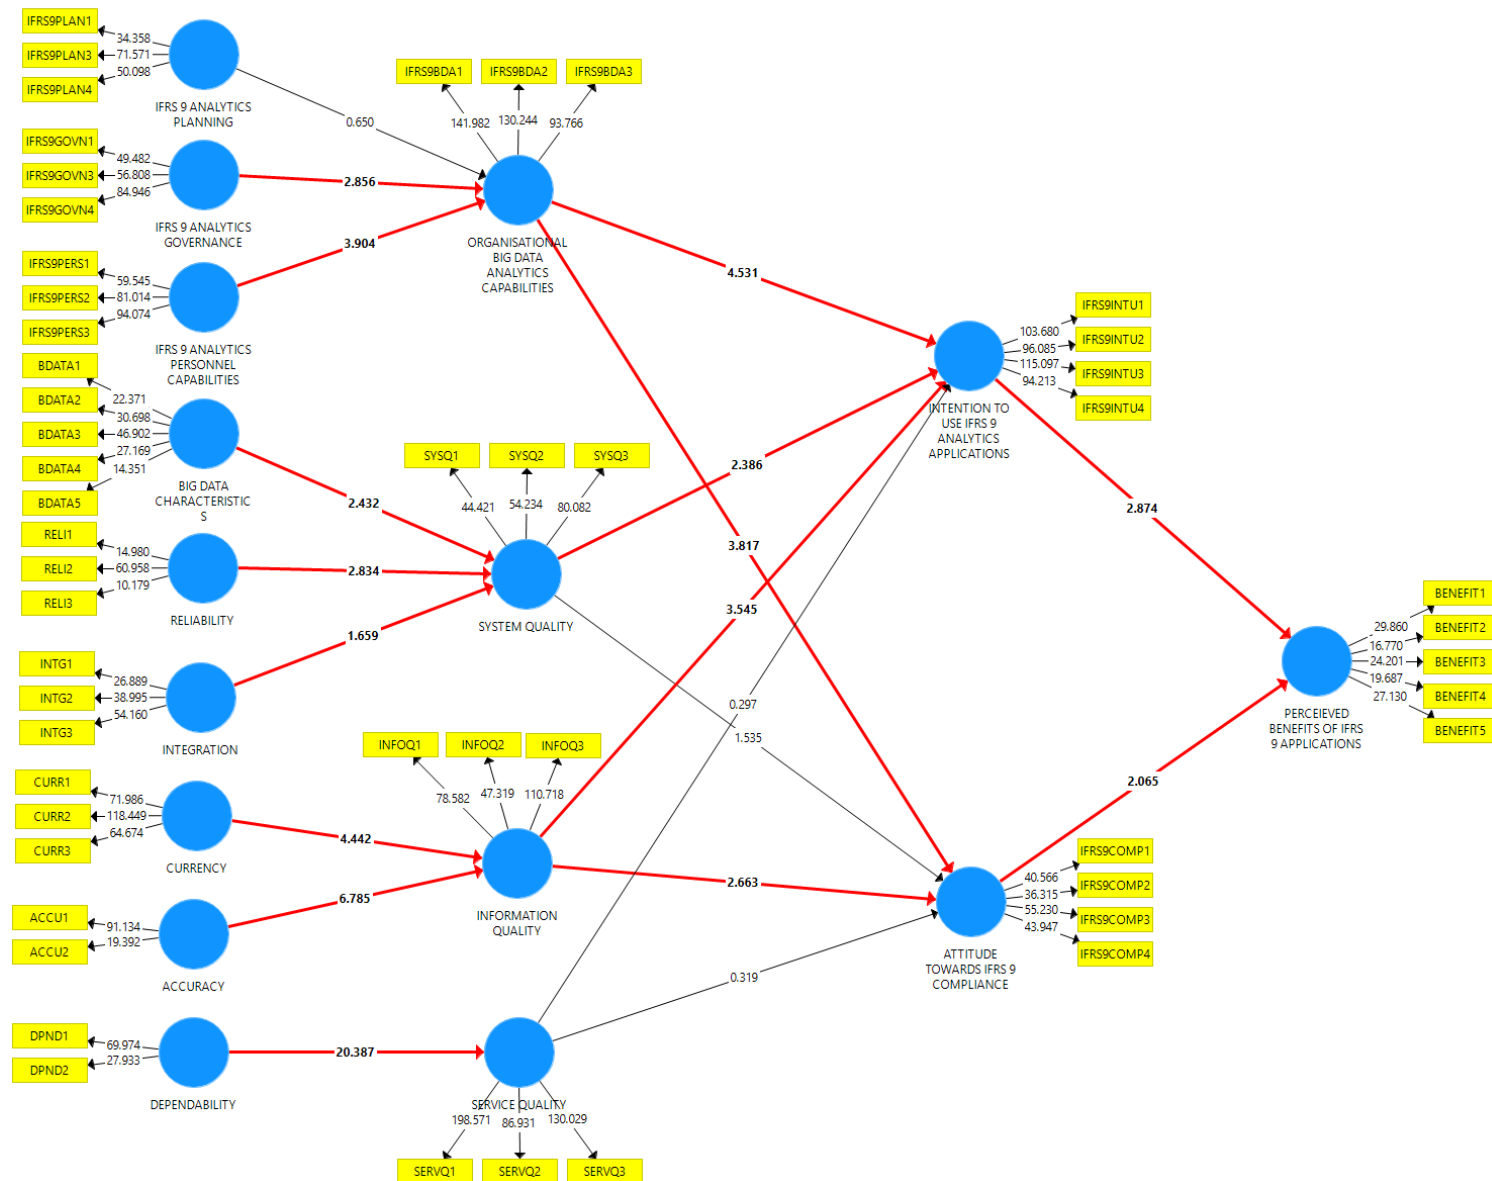 IFRS9PLAN1
34.358
IFRS9PLAN3
71.571
50.098
IFRS9PLAN4
IFRS 9 ANALYTICS
PLANNING
0.650
IFRS9BDA1
IFRS9BDA2
IFRS9BDA3
141.982
130.244
93.766
IFRS9GOVN1
49.482
IFRS9GOVN3
56.808
84.946
IFRS9GOVN4
IFRS 9 ANALYTICS
GOVERNANCE
2.856
3.904
ORGANISATIONAL
BIG DATA
ANALYTICS
CAPABILITIES
IFRS9PERS1
59.545
IFRS9PERS2
81.014
94.074
IFRS9PERS3
IFRS 9 ANALYTICS
PERSONNEL
CAPABILITIES
4.531
BDATA1
22.371
BDATA2
30.698
BDATA3
46.902
27.169
BDATA4
14.351
BDATA5
BIG DATA
CHARACTERISTIC
S
2.432
SYSQ1
SYSQ2
SYSQ3
44.421
54.234
80.082
IFRS9INTU1
103.680
IFRS9INTU2
96.085
115.097
IFRS9INTU3
94.213
IFRS9INTU4
INTENTION TO
USE IFRS 9
ANALYTICS
APPLICATIONS
2.386
2.874
RELI1
14.980
RELI2
60.958
10.179
RELI3
RELIABILITY
2.834
SYSTEM QUALITY
3.817
3.545
1.659
INTG1
26.889
INTG2
38.995
54.160
INTG3
INTEGRATION
0.297
1.535
BENEFIT1
29.860
BENEFIT2
16.770
24.201
BENEFIT3
19.687
BENEFIT4
27.130
BENEFIT5
PERCEIEVED
BENEFITS OF IFRS
9 APPLICATIONS
INFOQ1
INFOQ2
INFOQ3
78.582
47.319
110.718
CURR1
71.986
CURR2
118.449
64.674
CURR3
CURRENCY
4.442
2.065
6.785
INFORMATION
QUALITY
2.663
ACCU1
91.134
ACCU2
19.392
ACCURACY
IFRS9COMP1
40.566
IFRS9COMP2
36.315
55.230
IFRS9COMP3
43.947
IFRS9COMP4
ATTITUDE
TOWARDS IFRS 9
COMPLIANCE
0.319
DPND1
69.974
DPND2
27.933
DEPENDABILITY
20.387
SERVICE QUALITY
198.571
86.931
130.029
SERVQ1
SERVQ2
SERVQ3